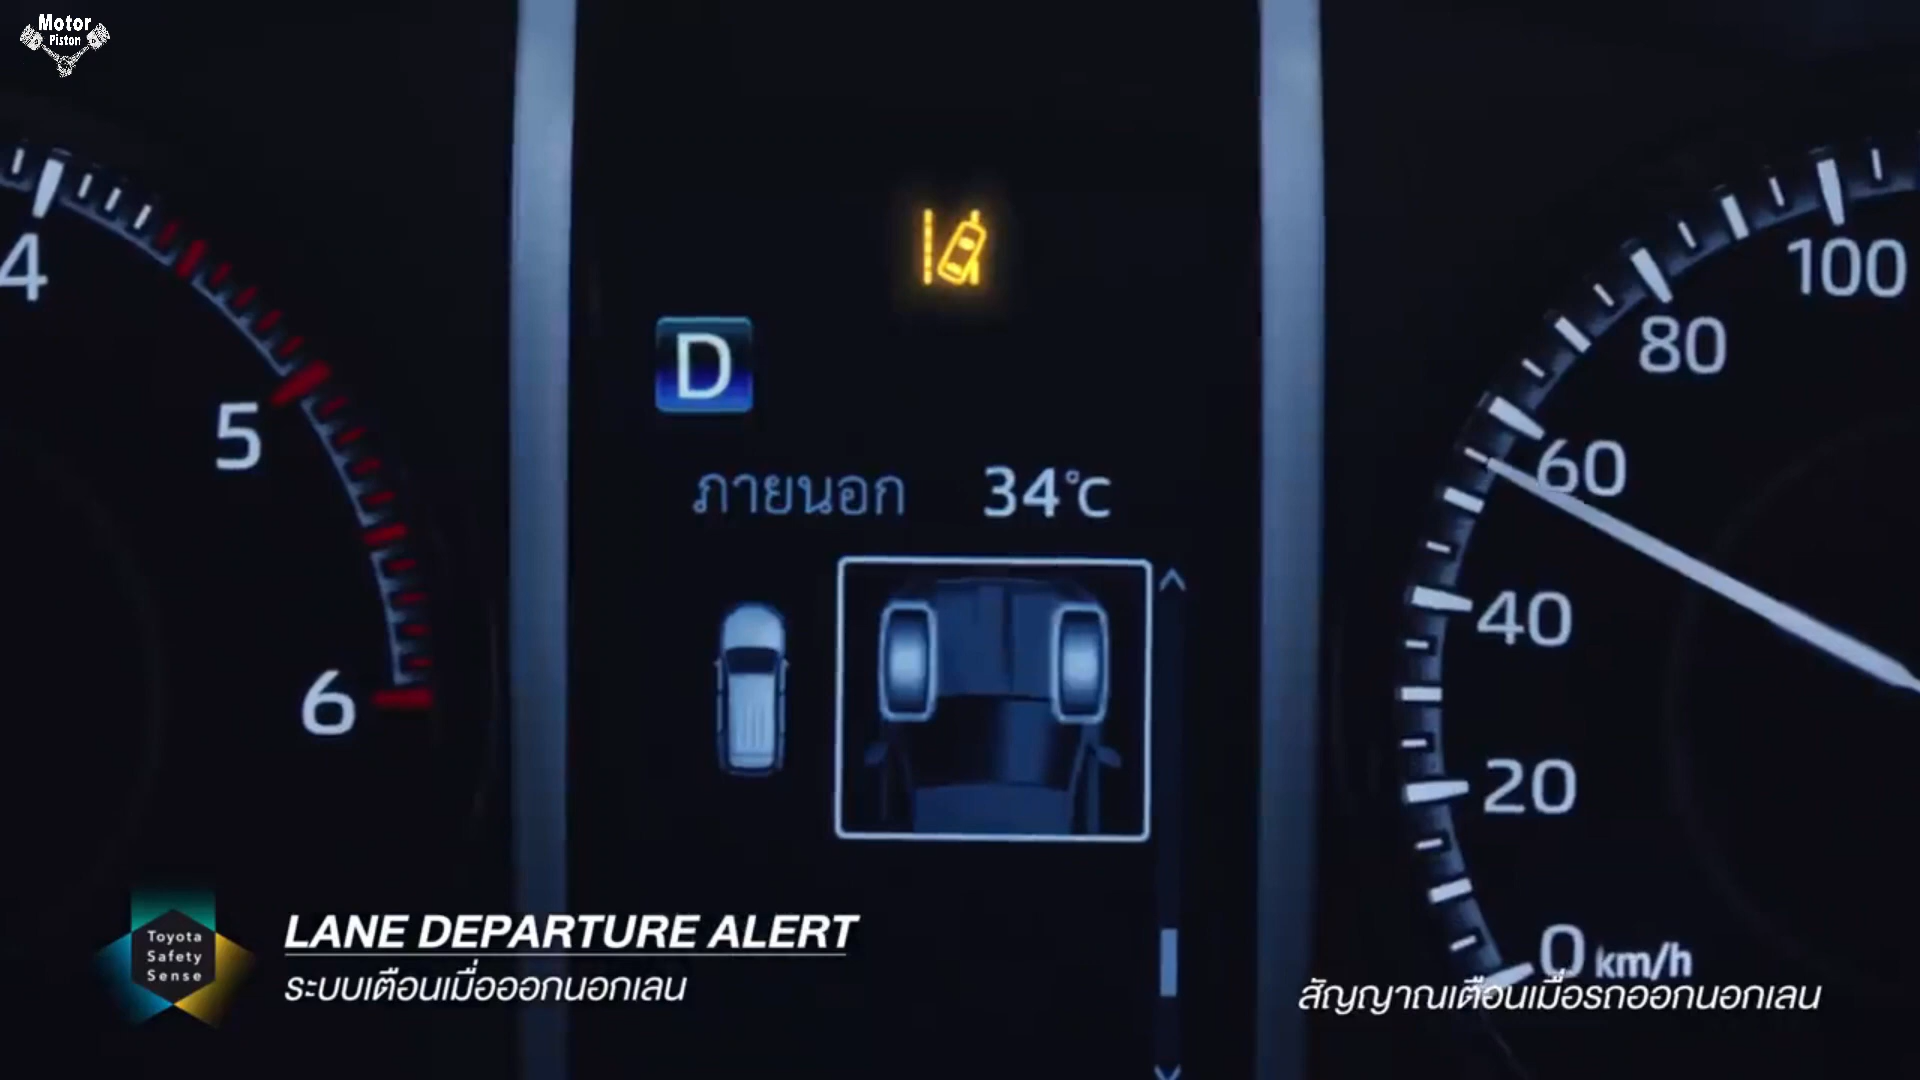 Motor
Piston
4
5
6
D
ภายนอก 34°C
100
80
60
40
20
0 km/h
Toyota
Safety
Sense
LANE DEPARTURE ALERT
ระบบเตือนเมื่อออกนอกเลน
สัญญาณเตือนเมื่อรถออกนอกเลน